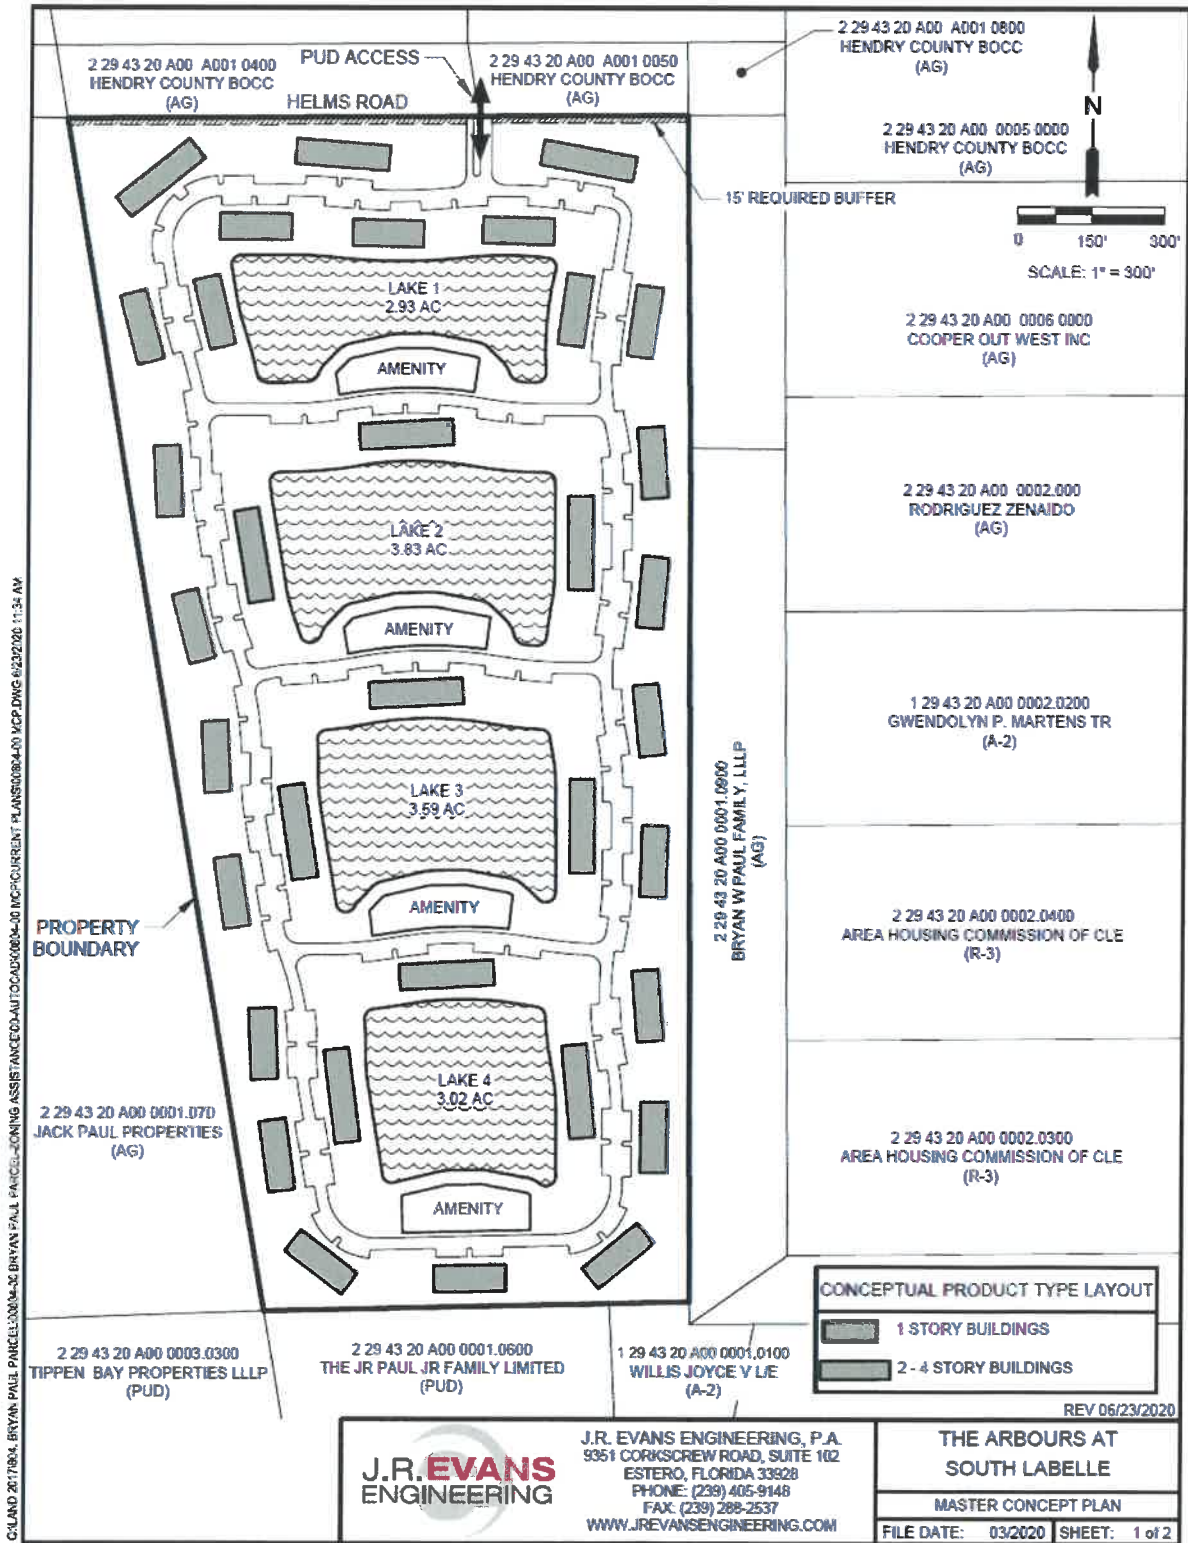 2 29 43 20 A00 A001 0400
HENDRY COUNTY BOCC
(AG)
PUD ACCESS
2 29 43 20 A00 A001 0050
HENDRY COUNTY BOCC
(AG)
HELMS ROAD
2 29 43 20 A00 A001 0800
HENDRY COUNTY BOCC
(AG)
N
2 29 43 20 A00 0005 0000
HENDRY COUNTY BOCC
(AG)
15' REQUIRED BUFFER
0 150' 300'
SCALE: 1" = 300'
2 29 43 20 A00 0006 0000
COOPER OUT WEST INC
(AG)
LAKE 1
2.93 AC
AMENITY
2 29 43 20 A00 0002.000
RODRIGUEZ ZENAIDO
(AG)
LAKE 2
3.83 AC
AMENITY
1 29 43 20 A00 0002.0200
GWENDOLYN P. MARTENS TR
(A-2)
LAKE 3
3.59 AC
AMENITY
2 29 43 20 A00 0001.0900
BRYAN W PAUL FAMILY, LLLP
(AG)
PROPERTY
BOUNDARY
2 29 43 20 A00 0002.0400
AREA HOUSING COMMISSION OF CLE
(R-3)
LAKE 4
3.02 AC
AMENITY
2 29 43 20 A00 0001.070
JACK PAUL PROPERTIES
(AG)
2 29 43 20 A00 0002.0300
AREA HOUSING COMMISSION OF CLE
(R-3)
CONCEPTUAL PRODUCT TYPE LAYOUT
1 STORY BUILDINGS
2 - 4 STORY BUILDINGS
2 29 43 20 A00 0003.0300
TIPPEN BAY PROPERTIES LLLP
(PUD)
2 29 43 20 A00 0001.0600
THE JR PAUL JR FAMILY LIMITED
(PUD)
1 29 43 20 A00 0001.0100
WILLIS JOYCE V L/E
(A-2)
REV 06/23/2020
J.R. EVANS
ENGINEERING
J.R. EVANS ENGINEERING, P.A.
9351 CORKSCREW ROAD, SUITE 102
ESTERO, FLORIDA 33928
PHONE: (239) 405-9148
FAX: (239) 288-2537
WWW.JREVANSENGINEERING.COM
THE ARBOURS AT
SOUTH LABELLE
MASTER CONCEPT PLAN
FILE DATE: 03/2020 SHEET: 1 of 2